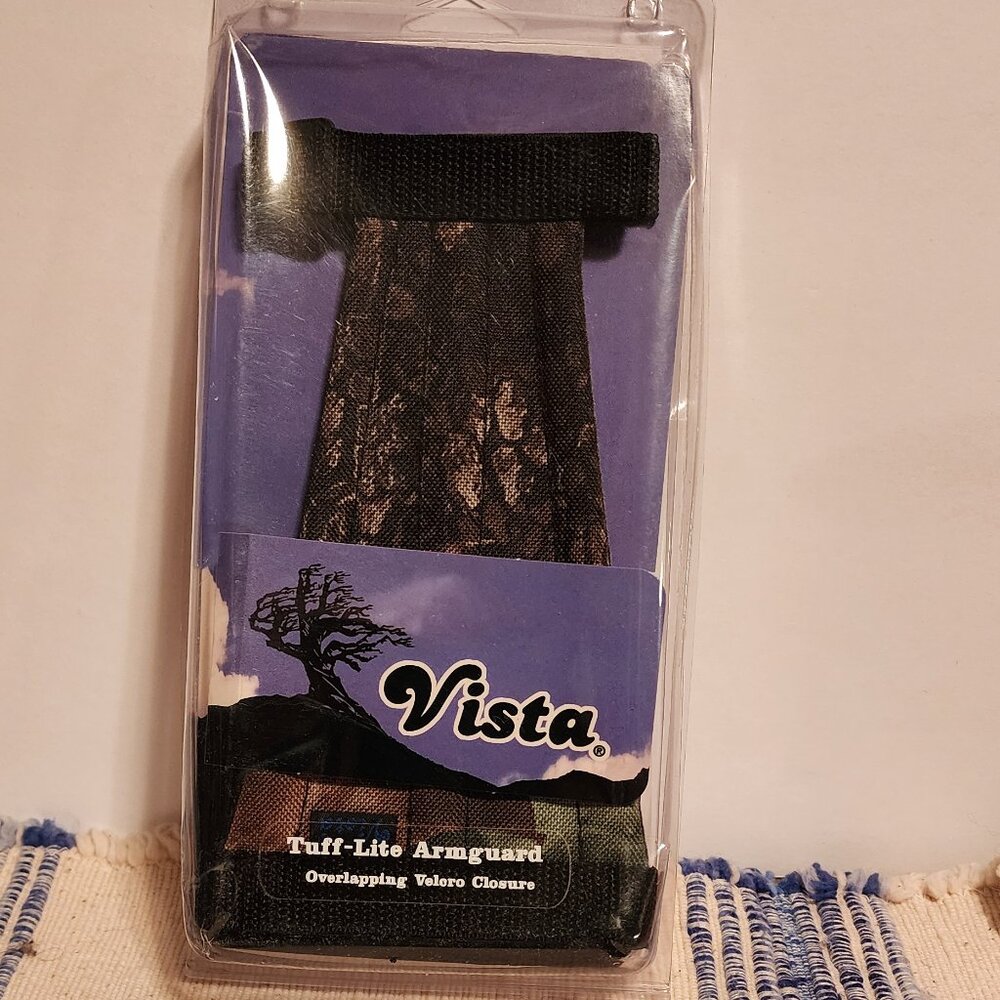 Vista®
Tuff-Lite Armguard
Overlapping Velcro Closure